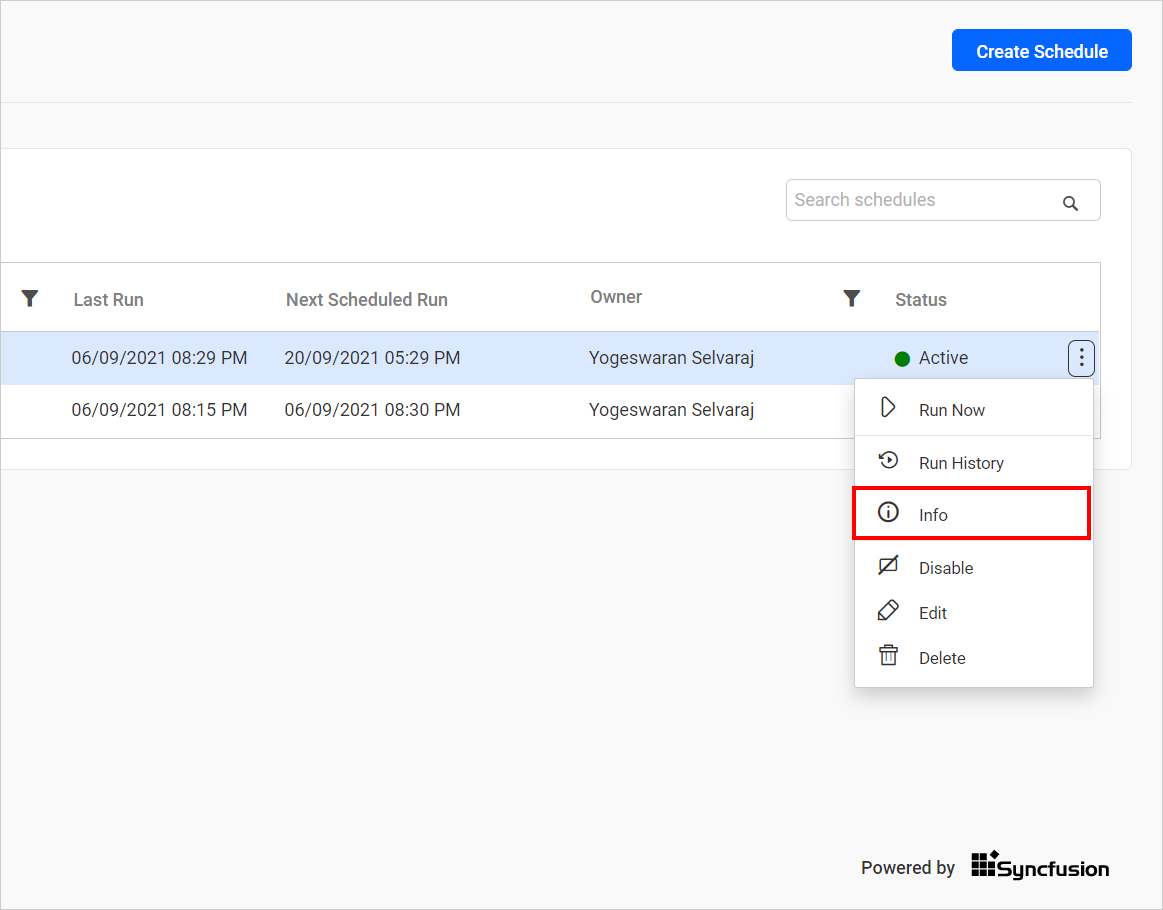 Create Schedule
Search schedules
Last Run Next Scheduled Run Owner Status
06/09/2021 08:29 PM 20/09/2021 05:29 PM Yogeswaran Selvaraj Active
06/09/2021 08:15 PM 06/09/2021 08:30 PM Yogeswaran Selvaraj
Run Now
Run History
Info
Disable
Edit
Delete
Powered by Syncfusion